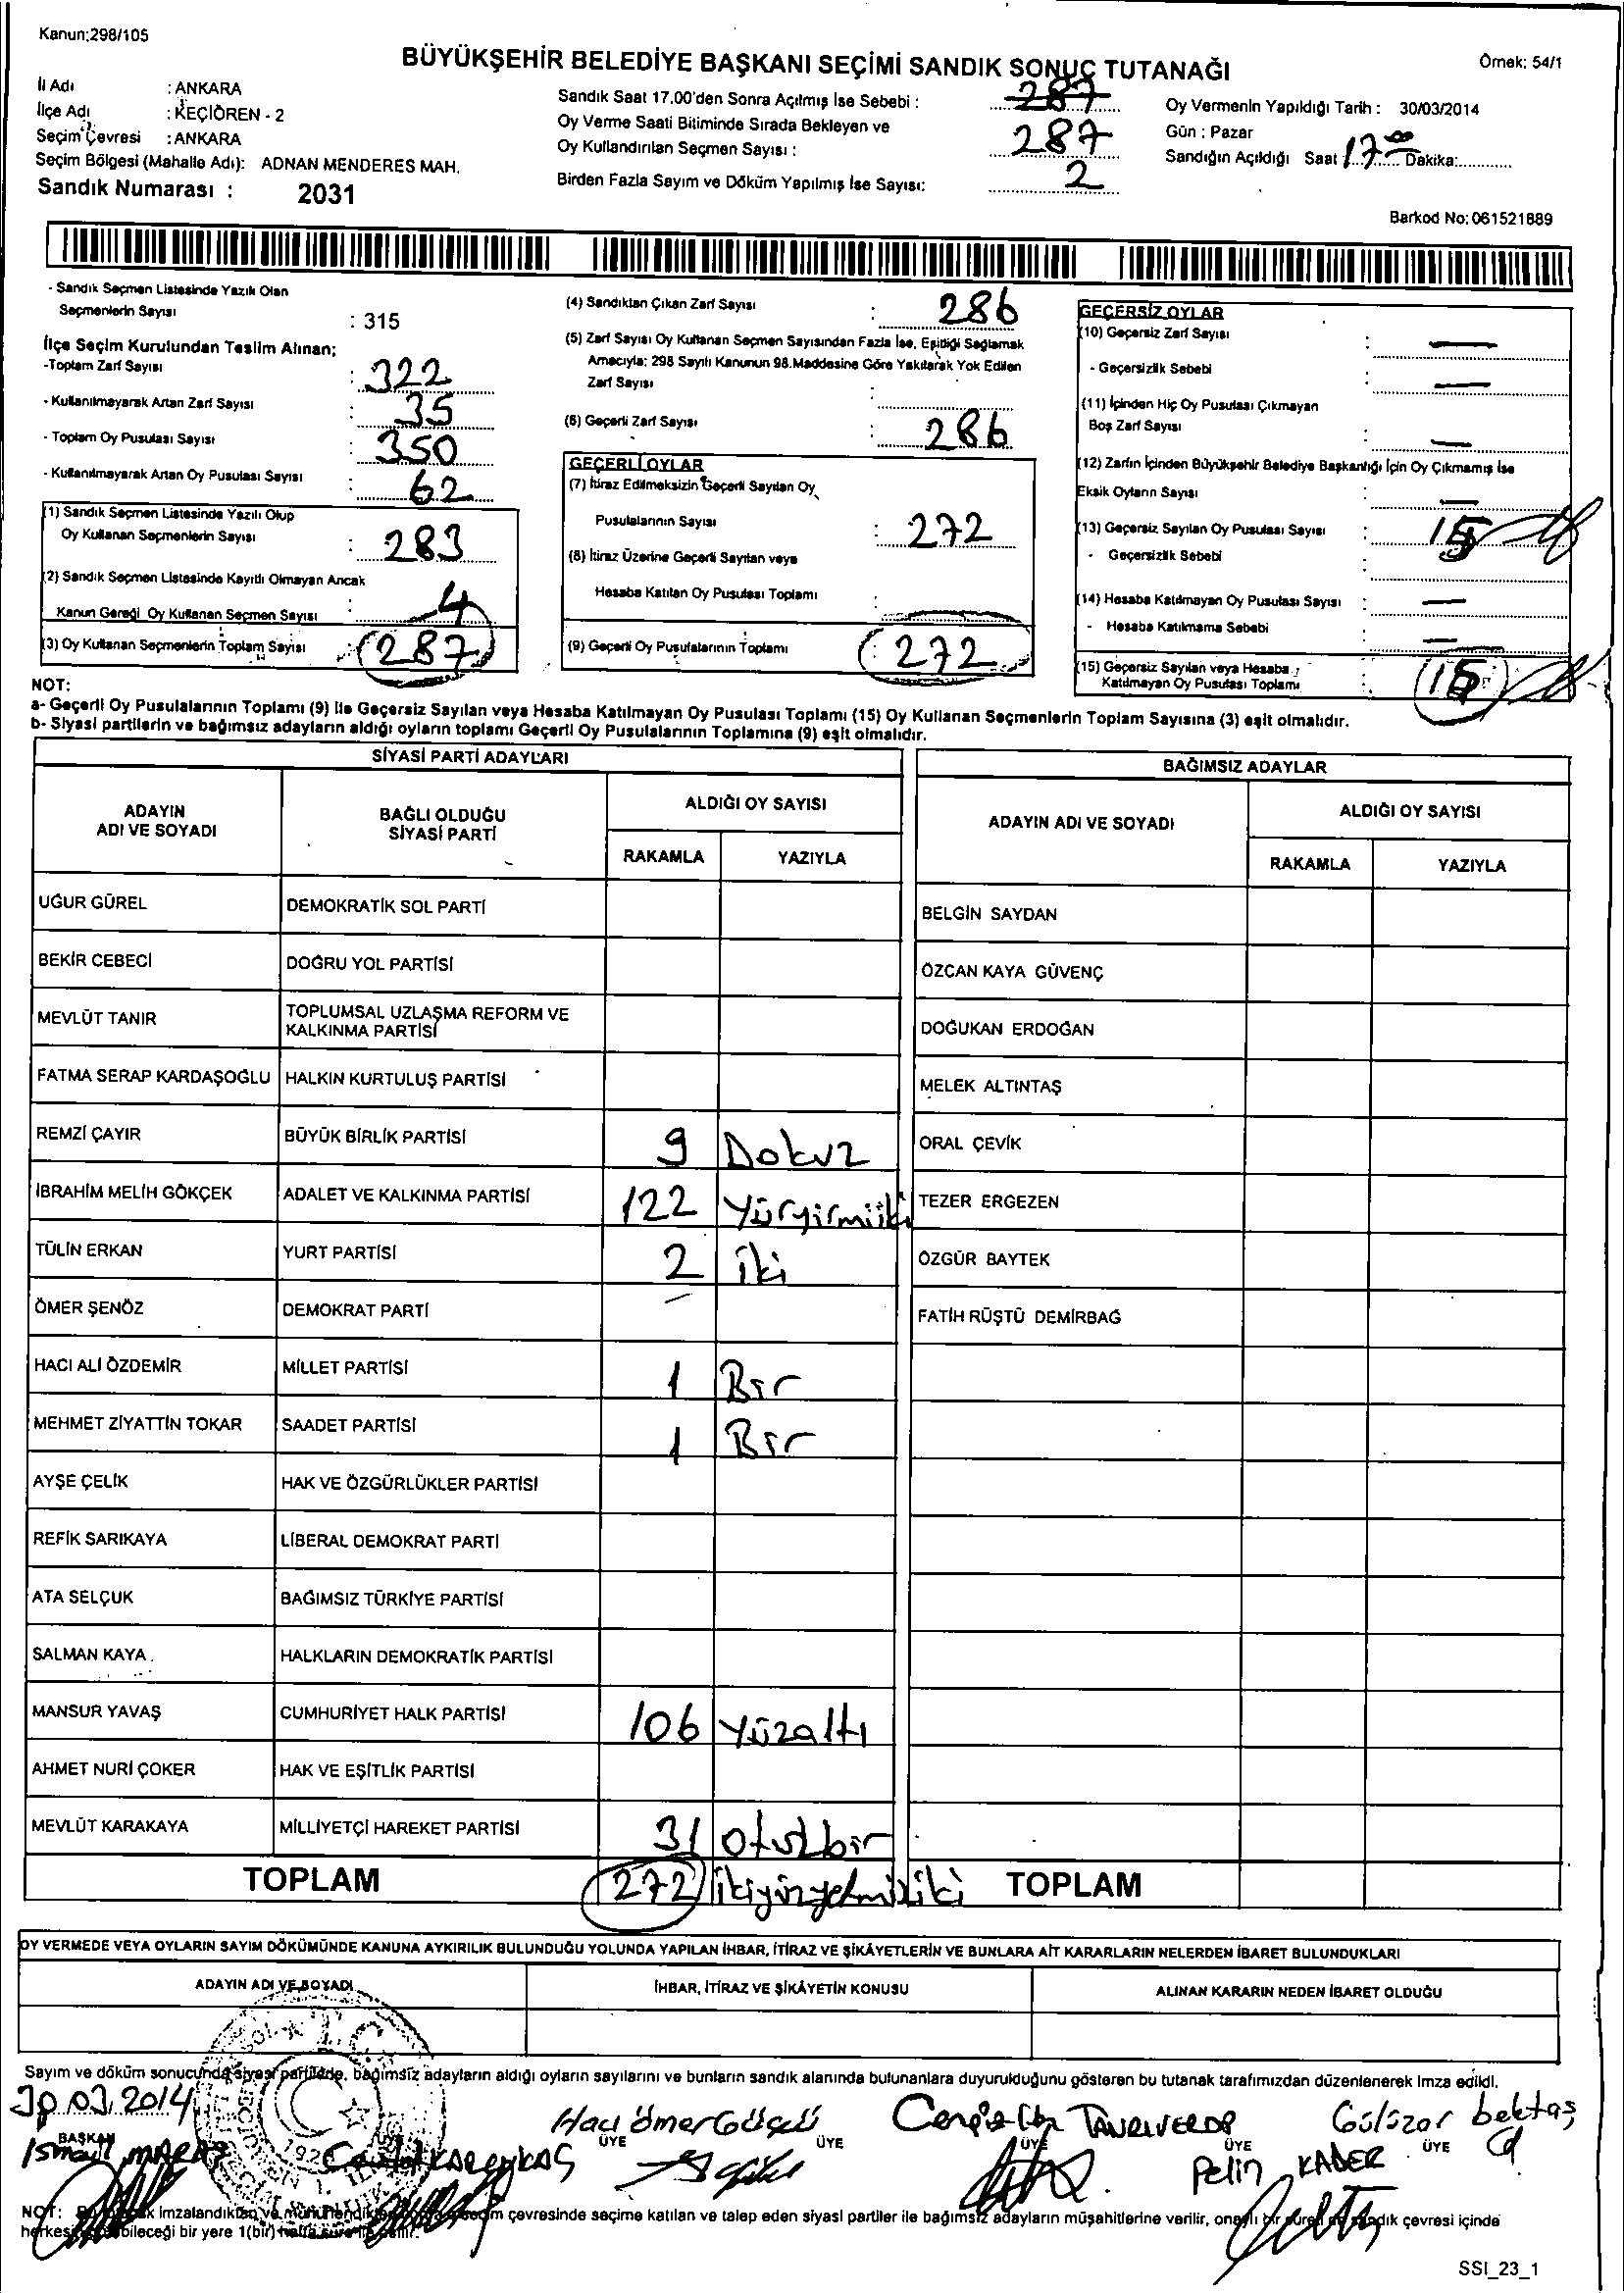 Kanun;298/105
BÜYÜKŞEHİR BELEDİYE BAŞKANI SEÇİMİ SANDIK SONUÇ TUTANAĞI
Örnek: 54/1
İl Adı : ANKARA
İlçe Adı : KEÇİÖREN - 2
Seçim Çevresi : ANKARA
Seçim Bölgesi (Mahalle Adı): ADNAN MENDERES MAH.
Sandık Numarası : 2031
Sandık Saat 17.00'den Sonra Açılmış İse Sebebi : 287
Oy Verme Saati Bitiminde Sırada Bekleyen ve
Oy Kullandırılan Seçmen Sayısı : 287
Birden Fazla Sayım ve Döküm Yapılmış İse Sayısı: 2
Oy Vermenin Yapıldığı Tarih : 30/03/2014
Gün : Pazar
Sandığın Açıldığı Saat 17 00 Dakika:
Barkod No: 061521889
- Sandık Seçmen Listesinde Yazılı Olan
Seçmenlerin Sayısı : 315
İlçe Seçim Kurulundan Teslim Alınan;
-Toplam Zarf Sayısı : 322
- Kullanılmayarak Artan Zarf Sayısı : 35
- Toplam Oy Pusulası Sayısı : 350
- Kullanılmayarak Artan Oy Pusulası Sayısı : 62
(1) Sandık Seçmen Listesinde Yazılı Olup
Oy Kullanan Seçmenlerin Sayısı : 283
(2) Sandık Seçmen Listesinde Kayıtlı Olmayan Ancak
Kanun Gereği Oy Kullanan Seçmen Sayısı : 4
(3) Oy Kullanan Seçmenlerin Toplam Sayısı : 287
(4) Sandıktan Çıkan Zarf Sayısı : 286
(5) Zarf Sayısı Oy Kullanan Seçmen Sayısından Fazla İse, Eşitliği Sağlamak
Amacıyla; 298 Sayılı Kanunun 98.Maddesine Göre Yakılarak Yok Edilen
Zarf Sayısı :
(6) Geçerli Zarf Sayısı : 286
GEÇERLİ OYLAR
(7) İtiraz Edilmeksizin Geçerli Sayılan Oy
Pusulalarının Sayısı : 272
(8) İtiraz Üzerine Geçerli Sayılan veya
Hesaba Katılan Oy Pusulası Toplamı :
(9) Geçerli Oy Pusulalarının Toplamı : 272
GEÇERSİZ OYLAR
(10) Geçersiz Zarf Sayısı : —
- Geçersizlik Sebebi : —
(11) İçinden Hiç Oy Pusulası Çıkmayan
Boş Zarf Sayısı : —
(12) Zarfın İçinden Büyükşehir Belediye Başkanlığı İçin Oy Çıkmamış İse
Eksik Oyların Sayısı : —
(13) Geçersiz Sayılan Oy Pusulası Sayısı : 15
- Geçersizlik Sebebi :
(14) Hesaba Katılmayan Oy Pusulası Sayısı : —
- Hesaba Katılmama Sebebi : —
(15) Geçersiz Sayılan veya Hesaba
Katılmayan Oy Pusulası Toplamı : 15
NOT:
a- Geçerli Oy Pusulalarının Toplamı (9) ile Geçersiz Sayılan veya Hesaba Katılmayan Oy Pusulası Toplamı (15) Oy Kullanan Seçmenlerin Toplam Sayısına (3) eşit olmalıdır.
b- Siyasi partilerin ve bağımsız adayların aldığı oyların toplamı Geçerli Oy Pusulalarının Toplamına (9) eşit olmalıdır.
SİYASİ PARTİ ADAYLARI
ADAYIN ADI VE SOYADI
BAĞLI OLDUĞU SİYASİ PARTİ
ALDIĞI OY SAYISI
RAKAMLA YAZIYLA
UĞUR GÜREL DEMOKRATİK SOL PARTİ
BEKİR CEBECİ DOĞRU YOL PARTİSİ
MEVLÜT TANIR TOPLUMSAL UZLAŞMA REFORM VE
KALKINMA PARTİSİ
FATMA SERAP KARDAŞOĞLU HALKIN KURTULUŞ PARTİSİ
REMZİ ÇAYIR BÜYÜK BİRLİK PARTİSİ 9 Dokuz
İBRAHİM MELİH GÖKÇEK ADALET VE KALKINMA PARTİSİ 122 Yüryirmiiki
TÜLİN ERKAN YURT PARTİSİ 2 iki
ÖMER ŞENÖZ DEMOKRAT PARTİ —
HACI ALİ ÖZDEMİR MİLLET PARTİSİ 1 Bir
MEHMET ZİYATTİN TOKAR SAADET PARTİSİ 1 Bir
AYŞE ÇELİK HAK VE ÖZGÜRLÜKLER PARTİSİ
REFİK SARIKAYA LİBERAL DEMOKRAT PARTİ
ATA SELÇUK BAĞIMSIZ TÜRKİYE PARTİSİ
SALMAN KAYA HALKLARIN DEMOKRATİK PARTİSİ
MANSUR YAVAŞ CUMHURİYET HALK PARTİSİ 106 Yüzaltı
AHMET NURİ ÇOKER HAK VE EŞİTLİK PARTİSİ
MEVLÜT KARAKAYA MİLLİYETÇİ HAREKET PARTİSİ 31 otuzbir
TOPLAM 272 ikiyüzyetmişiki
BAĞIMSIZ ADAYLAR
ADAYIN ADI VE SOYADI
ALDIĞI OY SAYISI
RAKAMLA YAZIYLA
BELGİN SAYDAN
ÖZCAN KAYA GÜVENÇ
DOĞUKAN ERDOĞAN
MELEK ALTINTAŞ
ORAL ÇEVİK
TEZER ERGEZEN
ÖZGÜR BAYTEK
FATİH RÜŞTÜ DEMİRBAĞ
TOPLAM
OY VERMEDE VEYA OYLARIN SAYIM DÖKÜMÜNDE KANUNA AYKIRILIK BULUNDUĞU YOLUNDA YAPILAN İHBAR, İTİRAZ VE ŞİKÂYETLERİN VE BUNLARA AİT KARARLARIN NELERDEN İBARET BULUNDUKLARI
ADAYIN ADI VE SOYADI
İHBAR, İTİRAZ VE ŞİKÂYETİN KONUSU
ALINAN KARARIN NEDEN İBARET OLDUĞU
Sayım ve döküm sonucunda siyasi partilerde, bağımsız adayların aldığı oyların sayılarını ve bunların sandık alanında bulunanlara duyurulduğunu gösteren bu tutanak tarafımızdan düzenlenerek imza edildi.
30.03.2014
BAŞKAN ÜYE ÜYE ÜYE ÜYE ÜYE
İsmail
Hacı Ömer
TANRIVERDİ
Gülüzar bektaş
Pelin KADER
NOT: imzalandıktan ve çevresinde seçime katılan ve talep eden siyasi partiler ile bağımsız adayların müşahitlerine verilir, onaylı bir sureti de sandık çevresi içinde
bileceği bir yere 1(bir) hafta süre ile asılır.
SSI_23_1